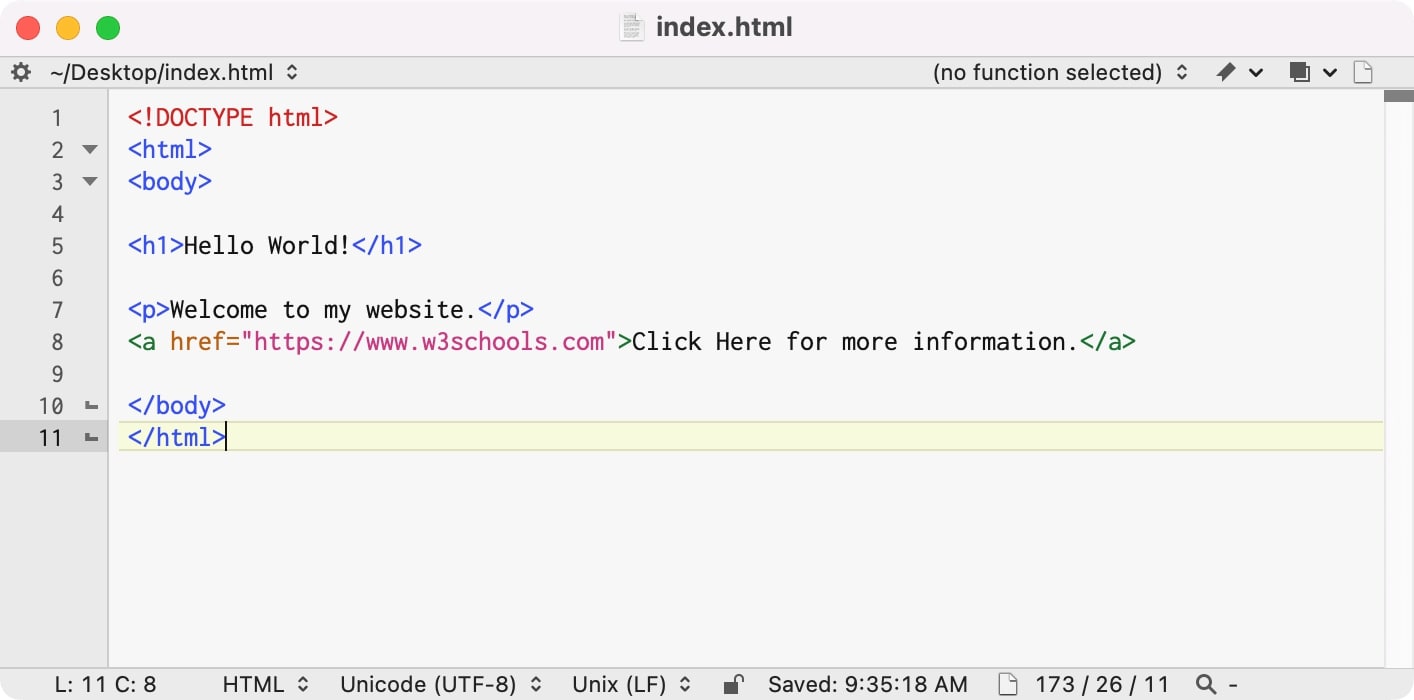 index.html
~/Desktop/index.html (no function selected)
1 <!DOCTYPE html>
2 <html>
3 <body>
4
5 <h1>Hello World!</h1>
6
7 <p>Welcome to my website.</p>
8 <a href="https://www.w3schools.com">Click Here for more information.</a>
9
10 </body>
11 </html>
L: 11 C: 8 HTML Unicode (UTF-8) Unix (LF) Saved: 9:35:18 AM 173 / 26 / 11 -